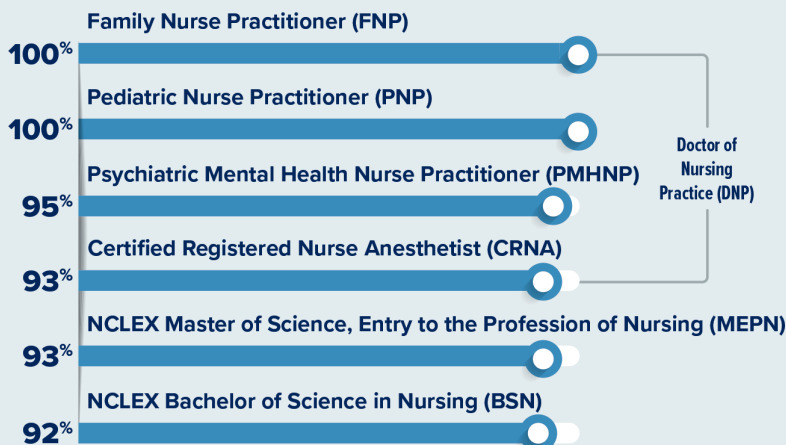 Family Nurse Practitioner (FNP)
100%
Pediatric Nurse Practitioner (PNP)
100%
Psychiatric Mental Health Nurse Practitioner (PMHNP)
95%
Certified Registered Nurse Anesthetist (CRNA)
93%
Doctor of
Nursing
Practice (DNP)
NCLEX Master of Science, Entry to the Profession of Nursing (MEPN)
93%
NCLEX Bachelor of Science in Nursing (BSN)
92%